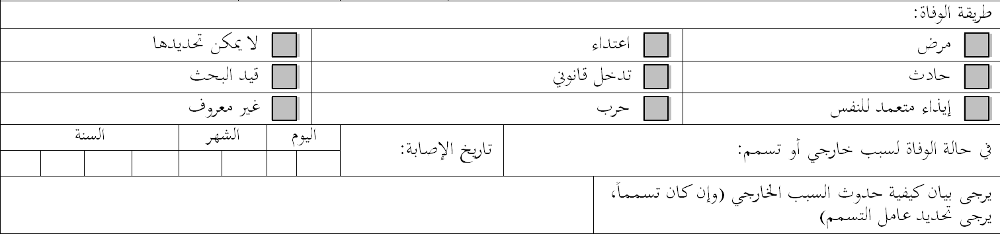 طريقة الوفاة:
مرض اعتداء لا يمكن تحديدها
حادث تدخل قانوني قيد البحث
إيذاء متعمد للنفس حرب غير معروف
في حالة الوفاة لسبب خارجي أو تسمم: تاريخ الإصابة: اليوم الشهر السنة
يرجى بيان كيفية حدوث السبب الخارجي (وإن كان تسمماً،
يرجى تحديد عامل التسمم)